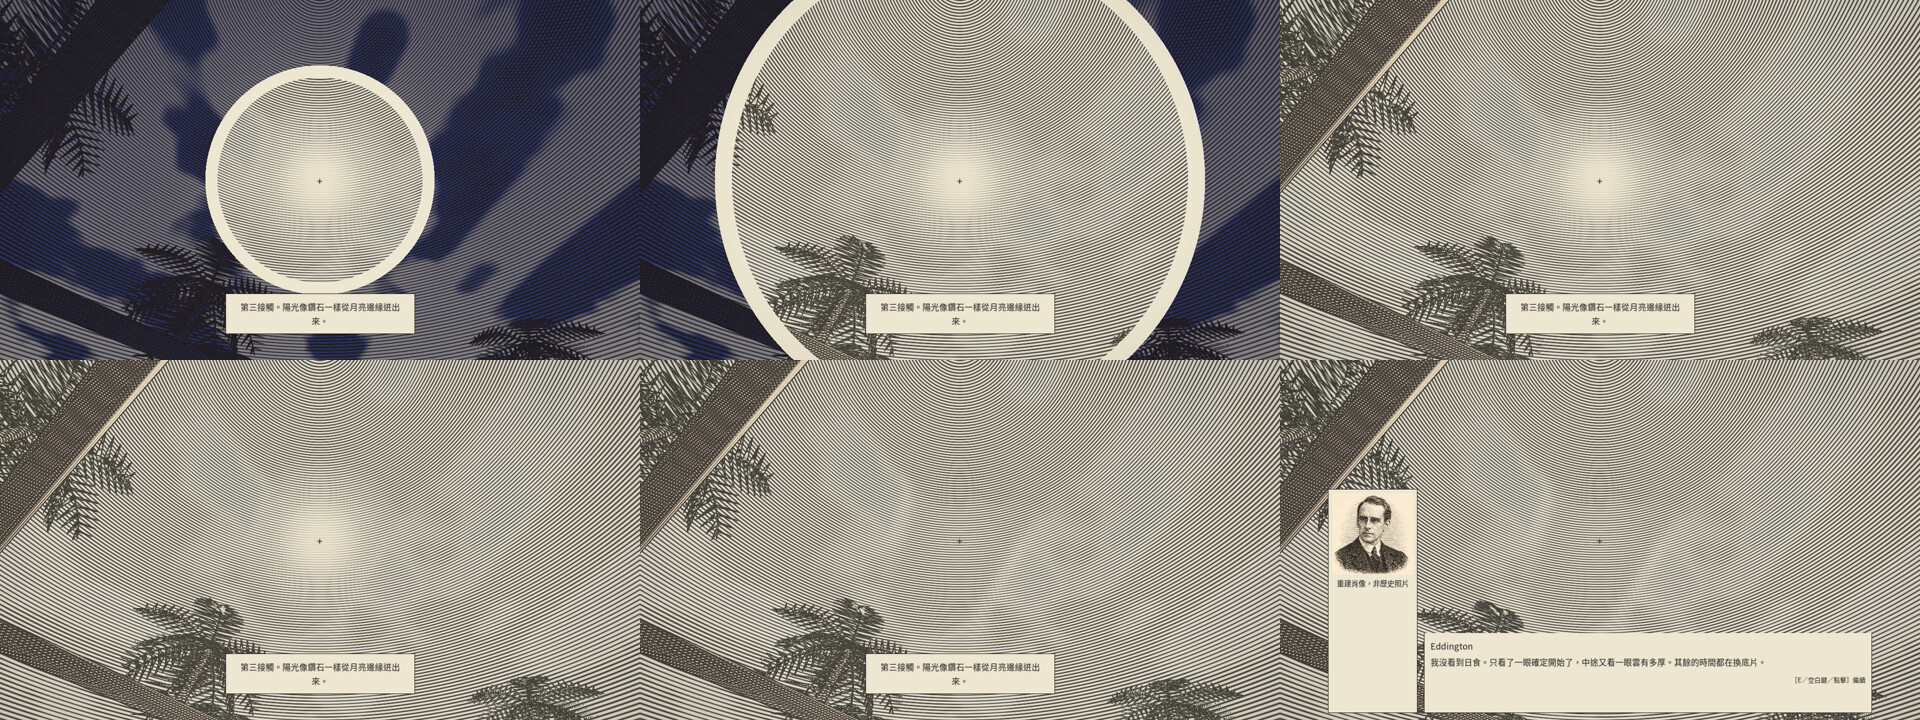 第三接觸。陽光像鑽石一樣從月亮邊緣迸出
來。
第三接觸。陽光像鑽石一樣從月亮邊緣迸出
來。
第三接觸。陽光像鑽石一樣從月亮邊緣迸出
來。
第三接觸。陽光像鑽石一樣從月亮邊緣迸出
來。
第三接觸。陽光像鑽石一樣從月亮邊緣迸出
來。
重建肖像，非歷史照片
Eddington
我沒看到日食。只看了一眼確定開始了，中途又看一眼雲有多厚。其餘的時間都在換底片。
[E／空白鍵／點擊] 繼續